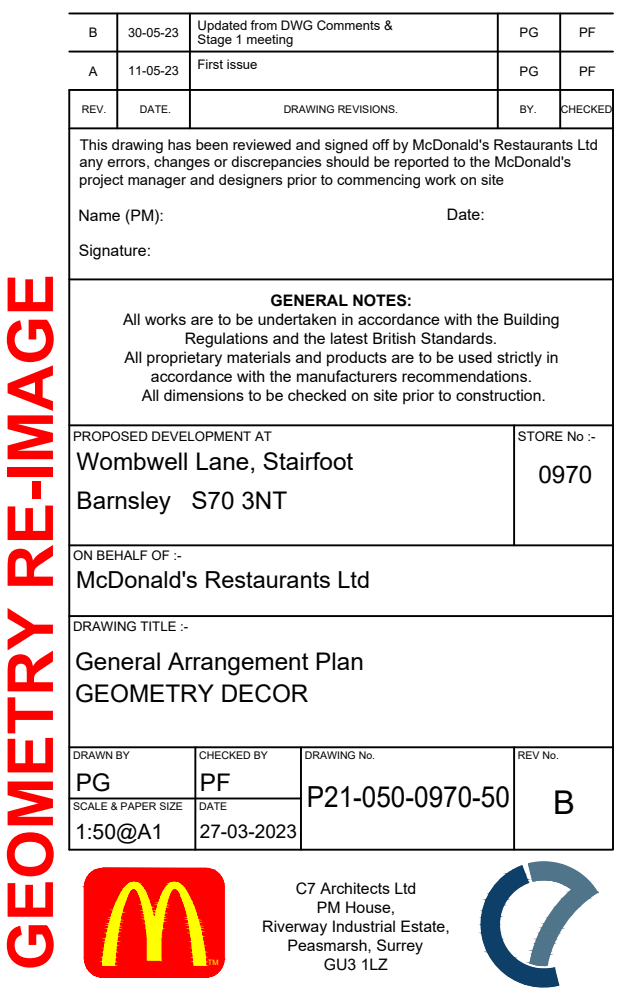 B 30-05-23 Updated from DWG Comments & PG PF
Stage 1 meeting
A 11-05-23 First issue PG PF
REV. DATE. DRAWING REVISIONS. BY. CHECKED
This drawing has been reviewed and signed off by McDonald's Restaurants Ltd
any errors, changes or discrepancies should be reported to the McDonald's
project manager and designers prior to commencing work on site
Name (PM): Date:
Signature:
GENERAL NOTES:
All works are to be undertaken in accordance with the Building
Regulations and the latest British Standards.
All proprietary materials and products are to be used strictly in
accordance with the manufacturers recommendations.
All dimensions to be checked on site prior to construction.
PROPOSED DEVELOPMENT AT STORE No :-
Wombwell Lane, Stairfoot 0970
Barnsley S70 3NT
ON BEHALF OF :-
McDonald's Restaurants Ltd
DRAWING TITLE :-
General Arrangement Plan
GEOMETRY DECOR
DRAWN BY CHECKED BY DRAWING No. REV No.
PG PF P21-050-0970-50 B
SCALE & PAPER SIZE DATE
1:50@A1 27-03-2023
GEOMETRY RE-IMAGE
TM
C7 Architects Ltd
PM House,
Riverway Industrial Estate,
Peasmarsh, Surrey
GU3 1LZ